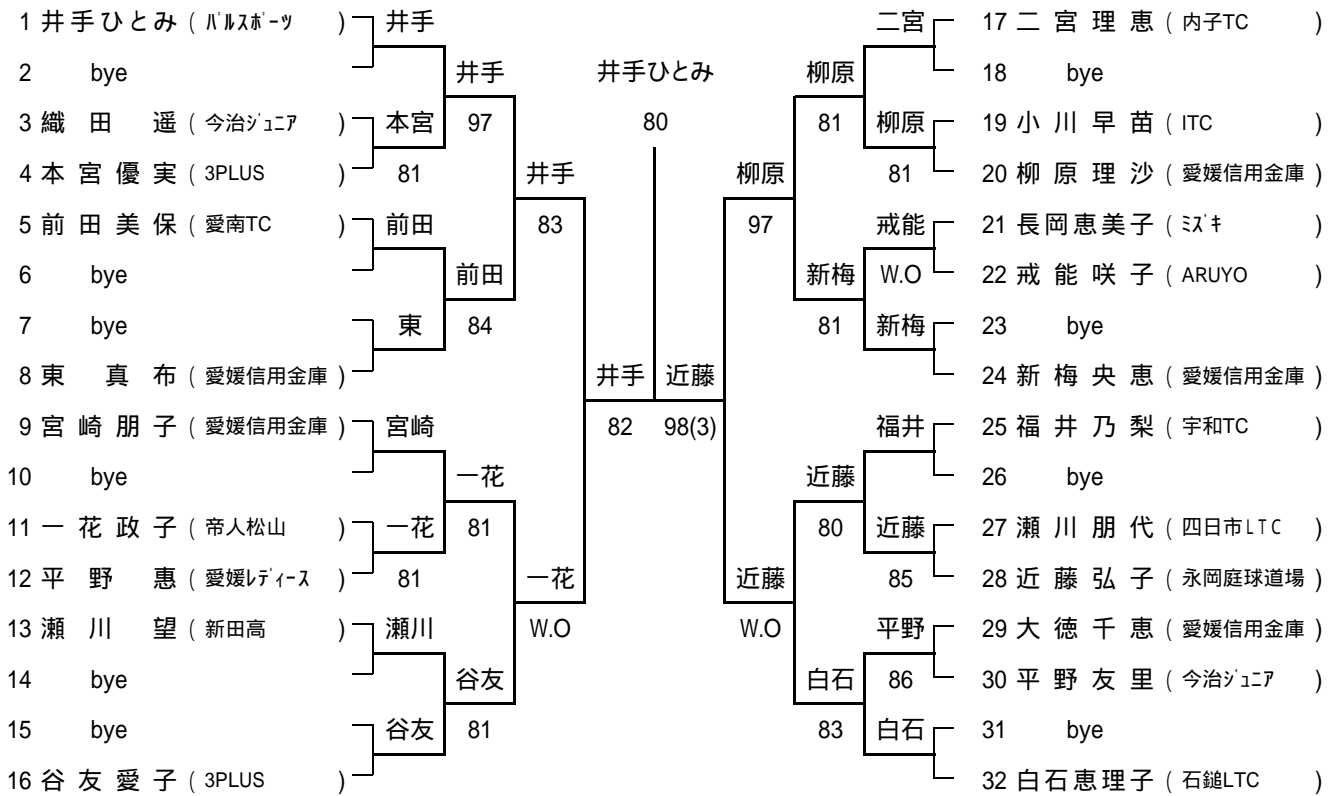 1 井手ひとみ ( パルスポーツ ) 井手 二宮 17 二宮理恵 ( 内子TC )
2 bye 井手 井手ひとみ 柳原 18 bye
3 織田 遥 ( 今治ジュニア ) 本宮 97 80 81 柳原 19 小川早苗 ( ITC )
4 本宮優実 ( 3PLUS ) 81 井手 柳原 81 20 柳原理沙 ( 愛媛信用金庫 )
5 前田美保 ( 愛南TC ) 前田 83 97 戒能 21 長岡恵美子 ( ミズキ )
6 bye 前田 新梅 W.O 22 戒能咲子 ( ARUYO )
7 bye 東 84 81 新梅 23 bye
8 東 真布 ( 愛媛信用金庫 ) 井手 近藤 24 新梅央恵 ( 愛媛信用金庫 )
9 宮崎朋子 ( 愛媛信用金庫 ) 宮崎 82 98(3) 福井 25 福井乃梨 ( 宇和TC )
10 bye 一花 近藤 26 bye
11 一花政子 ( 帝人松山 ) 一花 81 80 近藤 27 瀬川朋代 ( 四日市LTC )
12 平野 惠 ( 愛媛レディース ) 81 一花 近藤 85 28 近藤弘子 ( 永岡庭球道場 )
13 瀬川 望 ( 新田高 ) 瀬川 W.O W.O 平野 29 大徳千恵 ( 愛媛信用金庫 )
14 bye 谷友 白石 86 30 平野友里 ( 今治ジュニア )
15 bye 谷友 81 83 白石 31 bye
16 谷友愛子 ( 3PLUS ) 32 白石恵理子 ( 石鎚LTC )